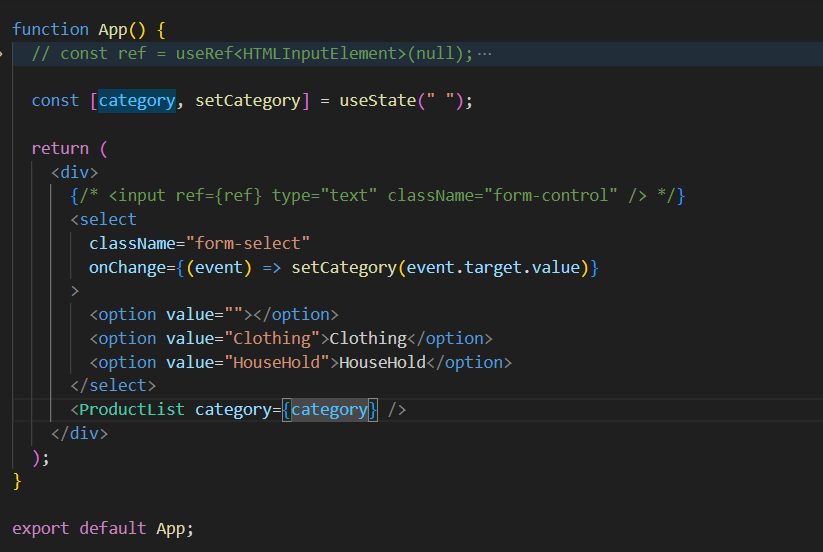 function App() {
// const ref = useRef<HTMLInputElement>(null);···
const [category, setCategory] = useState(" ");
return (
<div>
{/* <input ref={ref} type="text" className="form-control" /> */}
<select
className="form-select"
onChange={(event) => setCategory(event.target.value)}
>
<option value=""></option>
<option value="Clothing">Clothing</option>
<option value="HouseHold">HouseHold</option>
</select>
<ProductList category={category} />
</div>
);
}
export default App;